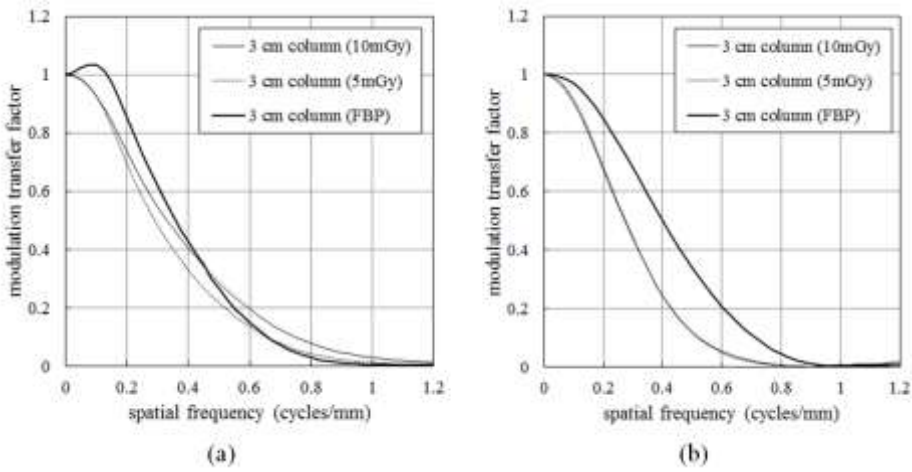 1.2
1
0.8
0.6
0.4
0.2
0
modulation transfer factor
3 cm column (10mGy)
3 cm column (5mGy)
3 cm column (FBP)
0 0.2 0.4 0.6 0.8 1 1.2
spatial frequency (cycles/mm)
(a)
1.2
1
0.8
0.6
0.4
0.2
0
modulation transfer factor
3 cm column (10mGy)
3 cm column (5mGy)
3 cm column (FBP)
0 0.2 0.4 0.6 0.8 1 1.2
spatial frequency (cycles/mm)
(b)